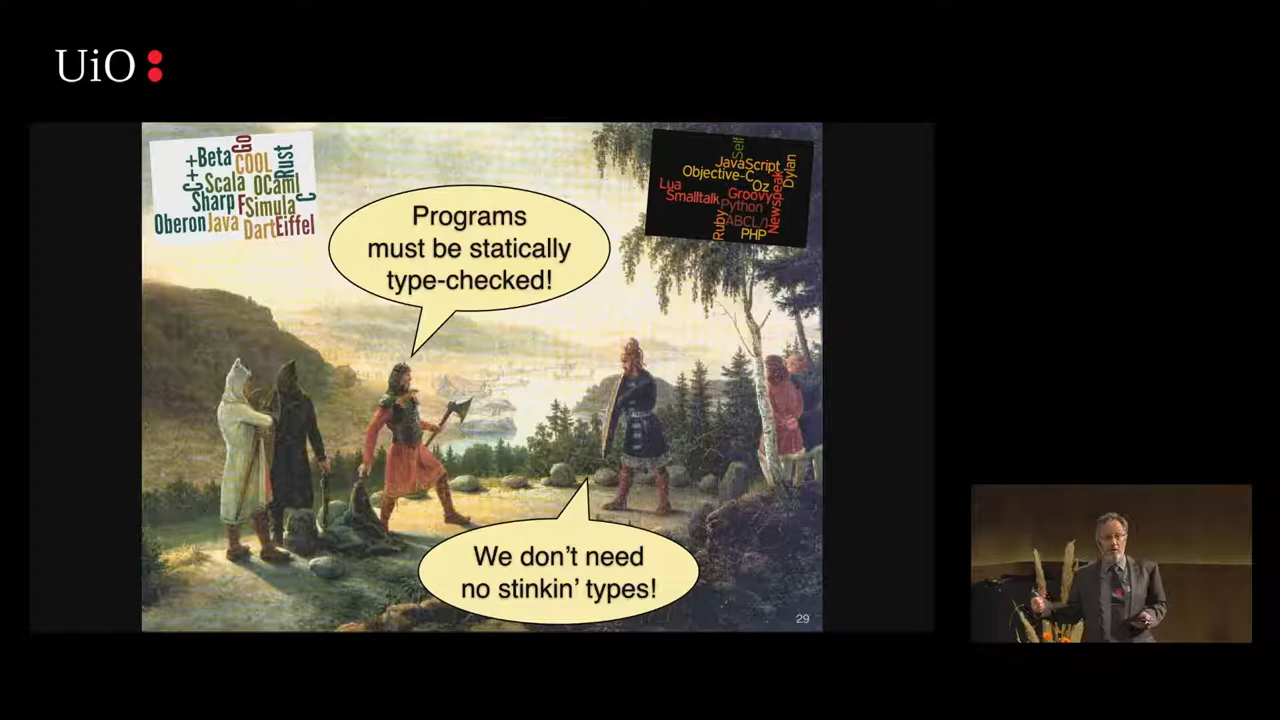 UiO:
Go
Beta
C++
COOL
Rust
Scala
OCaml
C
Sharp
F
Simula
Oberon
Java
Dart
Eiffel
Self
JavaScript
Dylan
Objective-C
Oz
Lua
Groovy
Smalltalk
Newspeak
Python
Ruby
ABCL/1
PHP
Programs
must be statically
type-checked!
We don’t need
no stinkin’ types!
29